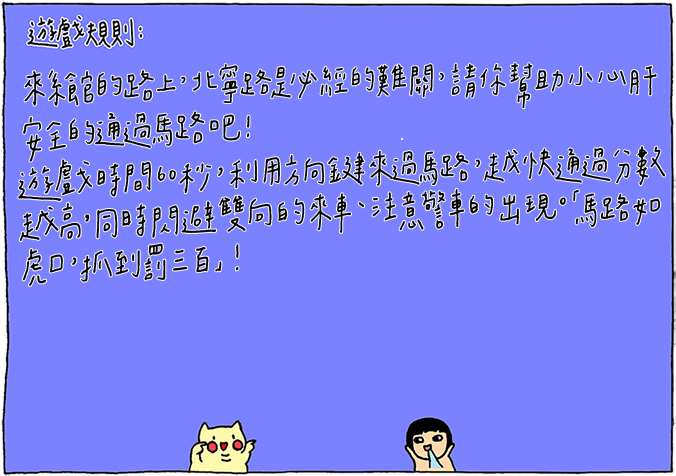 遊戲規則:
來系館的路上,北寧路是必經的難關,請你幫助小心肝
安全的通過馬路吧!
遊戲時間60秒,利用方向鍵來過馬路,越快通過分數
越高,同時閃避雙向的來車、注意警車的出現。「馬路如
虎口,抓到罰三百」!